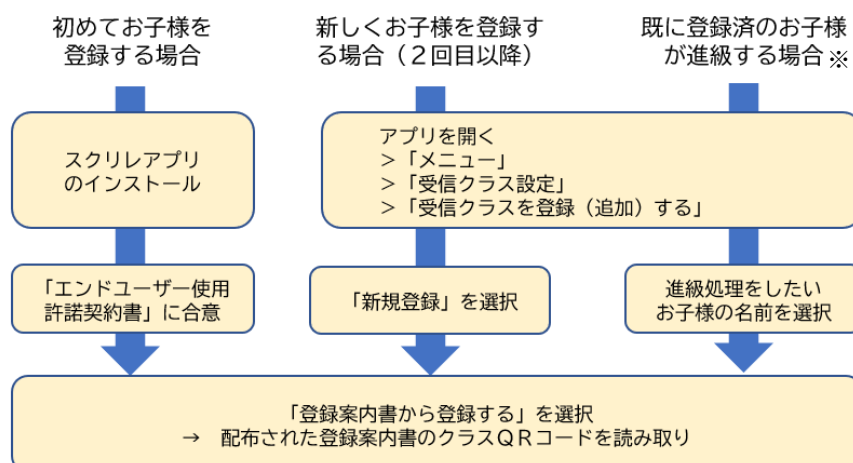 初めてお子様を
登録する場合
新しくお子様を登録す
る場合（２回目以降）
既に登録済のお子様
が進級する場合 ※
スクリレアプリ
のインストール
アプリを開く
＞「メニュー」
＞「受信クラス設定」
＞「受信クラスを登録（追加）する」
「エンドユーザー使用
許諾契約書」に合意
「新規登録」を選択
進級処理をしたい
お子様の名前を選択
「登録案内書から登録する」を選択
→　配布された登録案内書のクラスＱＲコードを読み取り